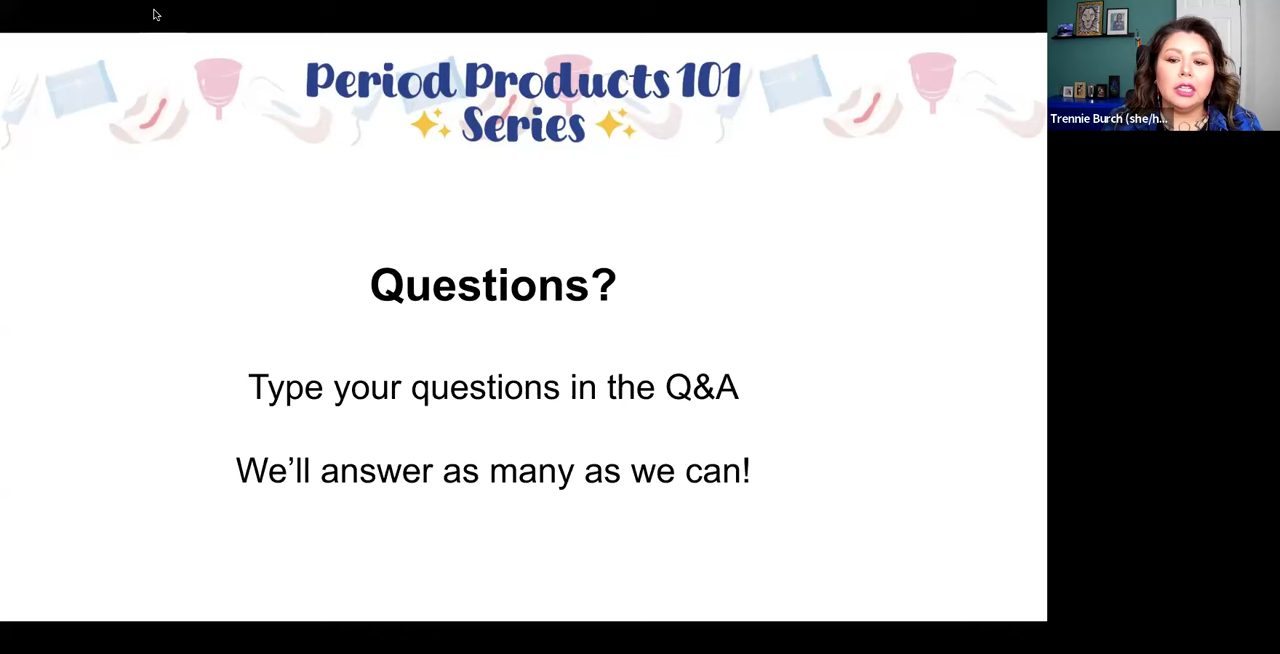 Period Products 101
Series
Trennie Burch (she/h...
Questions?
Type your questions in the Q&A
We’ll answer as many as we can!